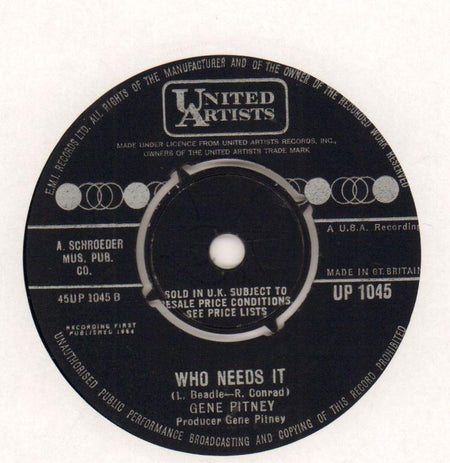 E.M.I. RECORDS LTD. ALL RIGHTS OF THE MANUFACTURER AND OF THE OWNER OF THE RECORDED WORK RESERVED
UNITED
ARTISTS
MADE UNDER LICENCE FROM UNITED ARTISTS RECORDS, INC.,
OWNERS OF THE UNITED ARTISTS TRADE MARK
A. SCHROEDER
MUS. PUB.
CO.
A U.S.A. Recording
MADE IN GT. BRITAIN
45UP 1045 B
SOLD IN U.K. SUBJECT TO
RESALE PRICE CONDITIONS
SEE PRICE LISTS
UP 1045
RECORDING FIRST
PUBLISHED 1964
WHO NEEDS IT
(L. Beadle—R. Conrad)
GENE PITNEY
Producer Gene Pitney
UNAUTHORISED PUBLIC PERFORMANCE BROADCASTING AND COPYING OF THIS RECORD PROHIBITED